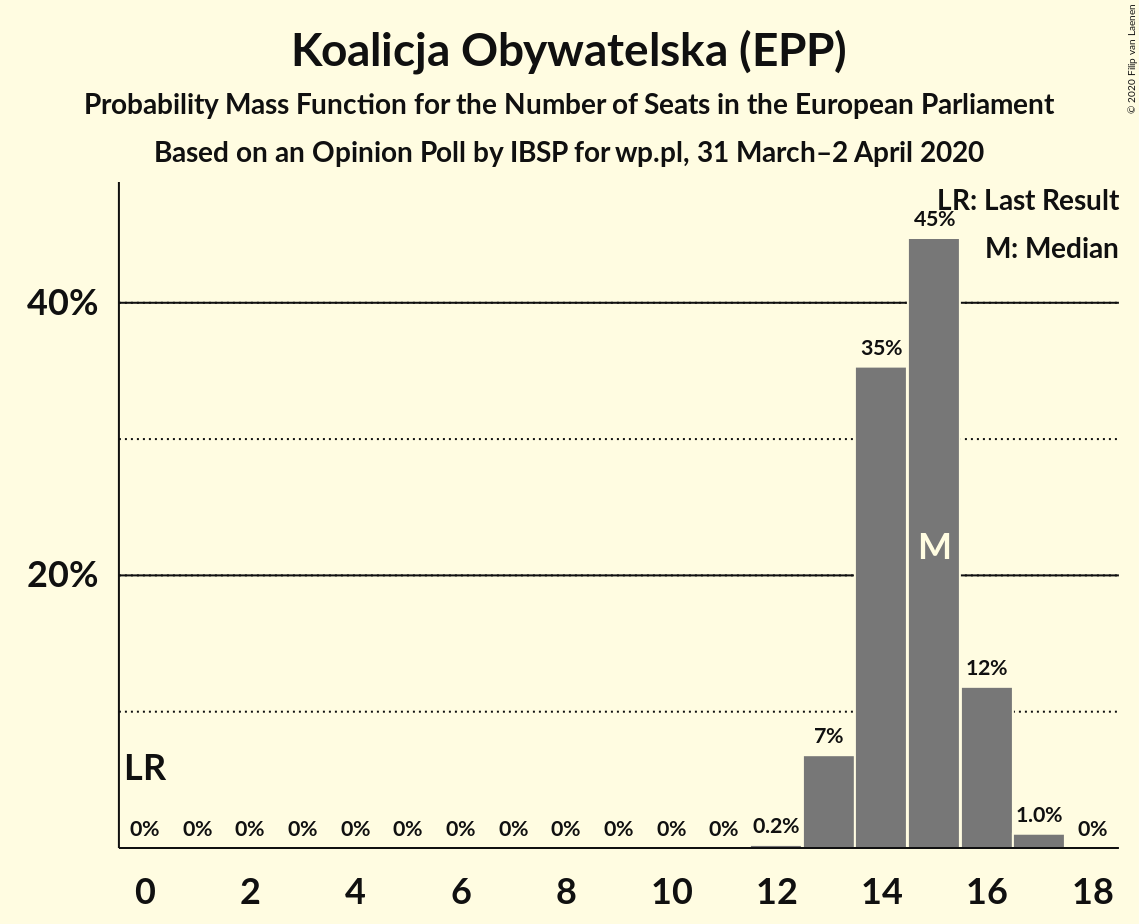 Koalicja Obywatelska (EPP)
Probability Mass Function for the Number of Seats in the European Parliament
Based on an Opinion Poll by IBSP for wp.pl, 31 March–2 April 2020
© 2020 Filip van Laenen
LR: Last Result
M: Median
45%
40%
35%
M
20%
12%
7%
LR
0% 0% 0% 0% 0% 0% 0% 0% 0% 0% 0% 0% 0.2% 1.0% 0%
0 2 4 6 8 10 12 14 16 18